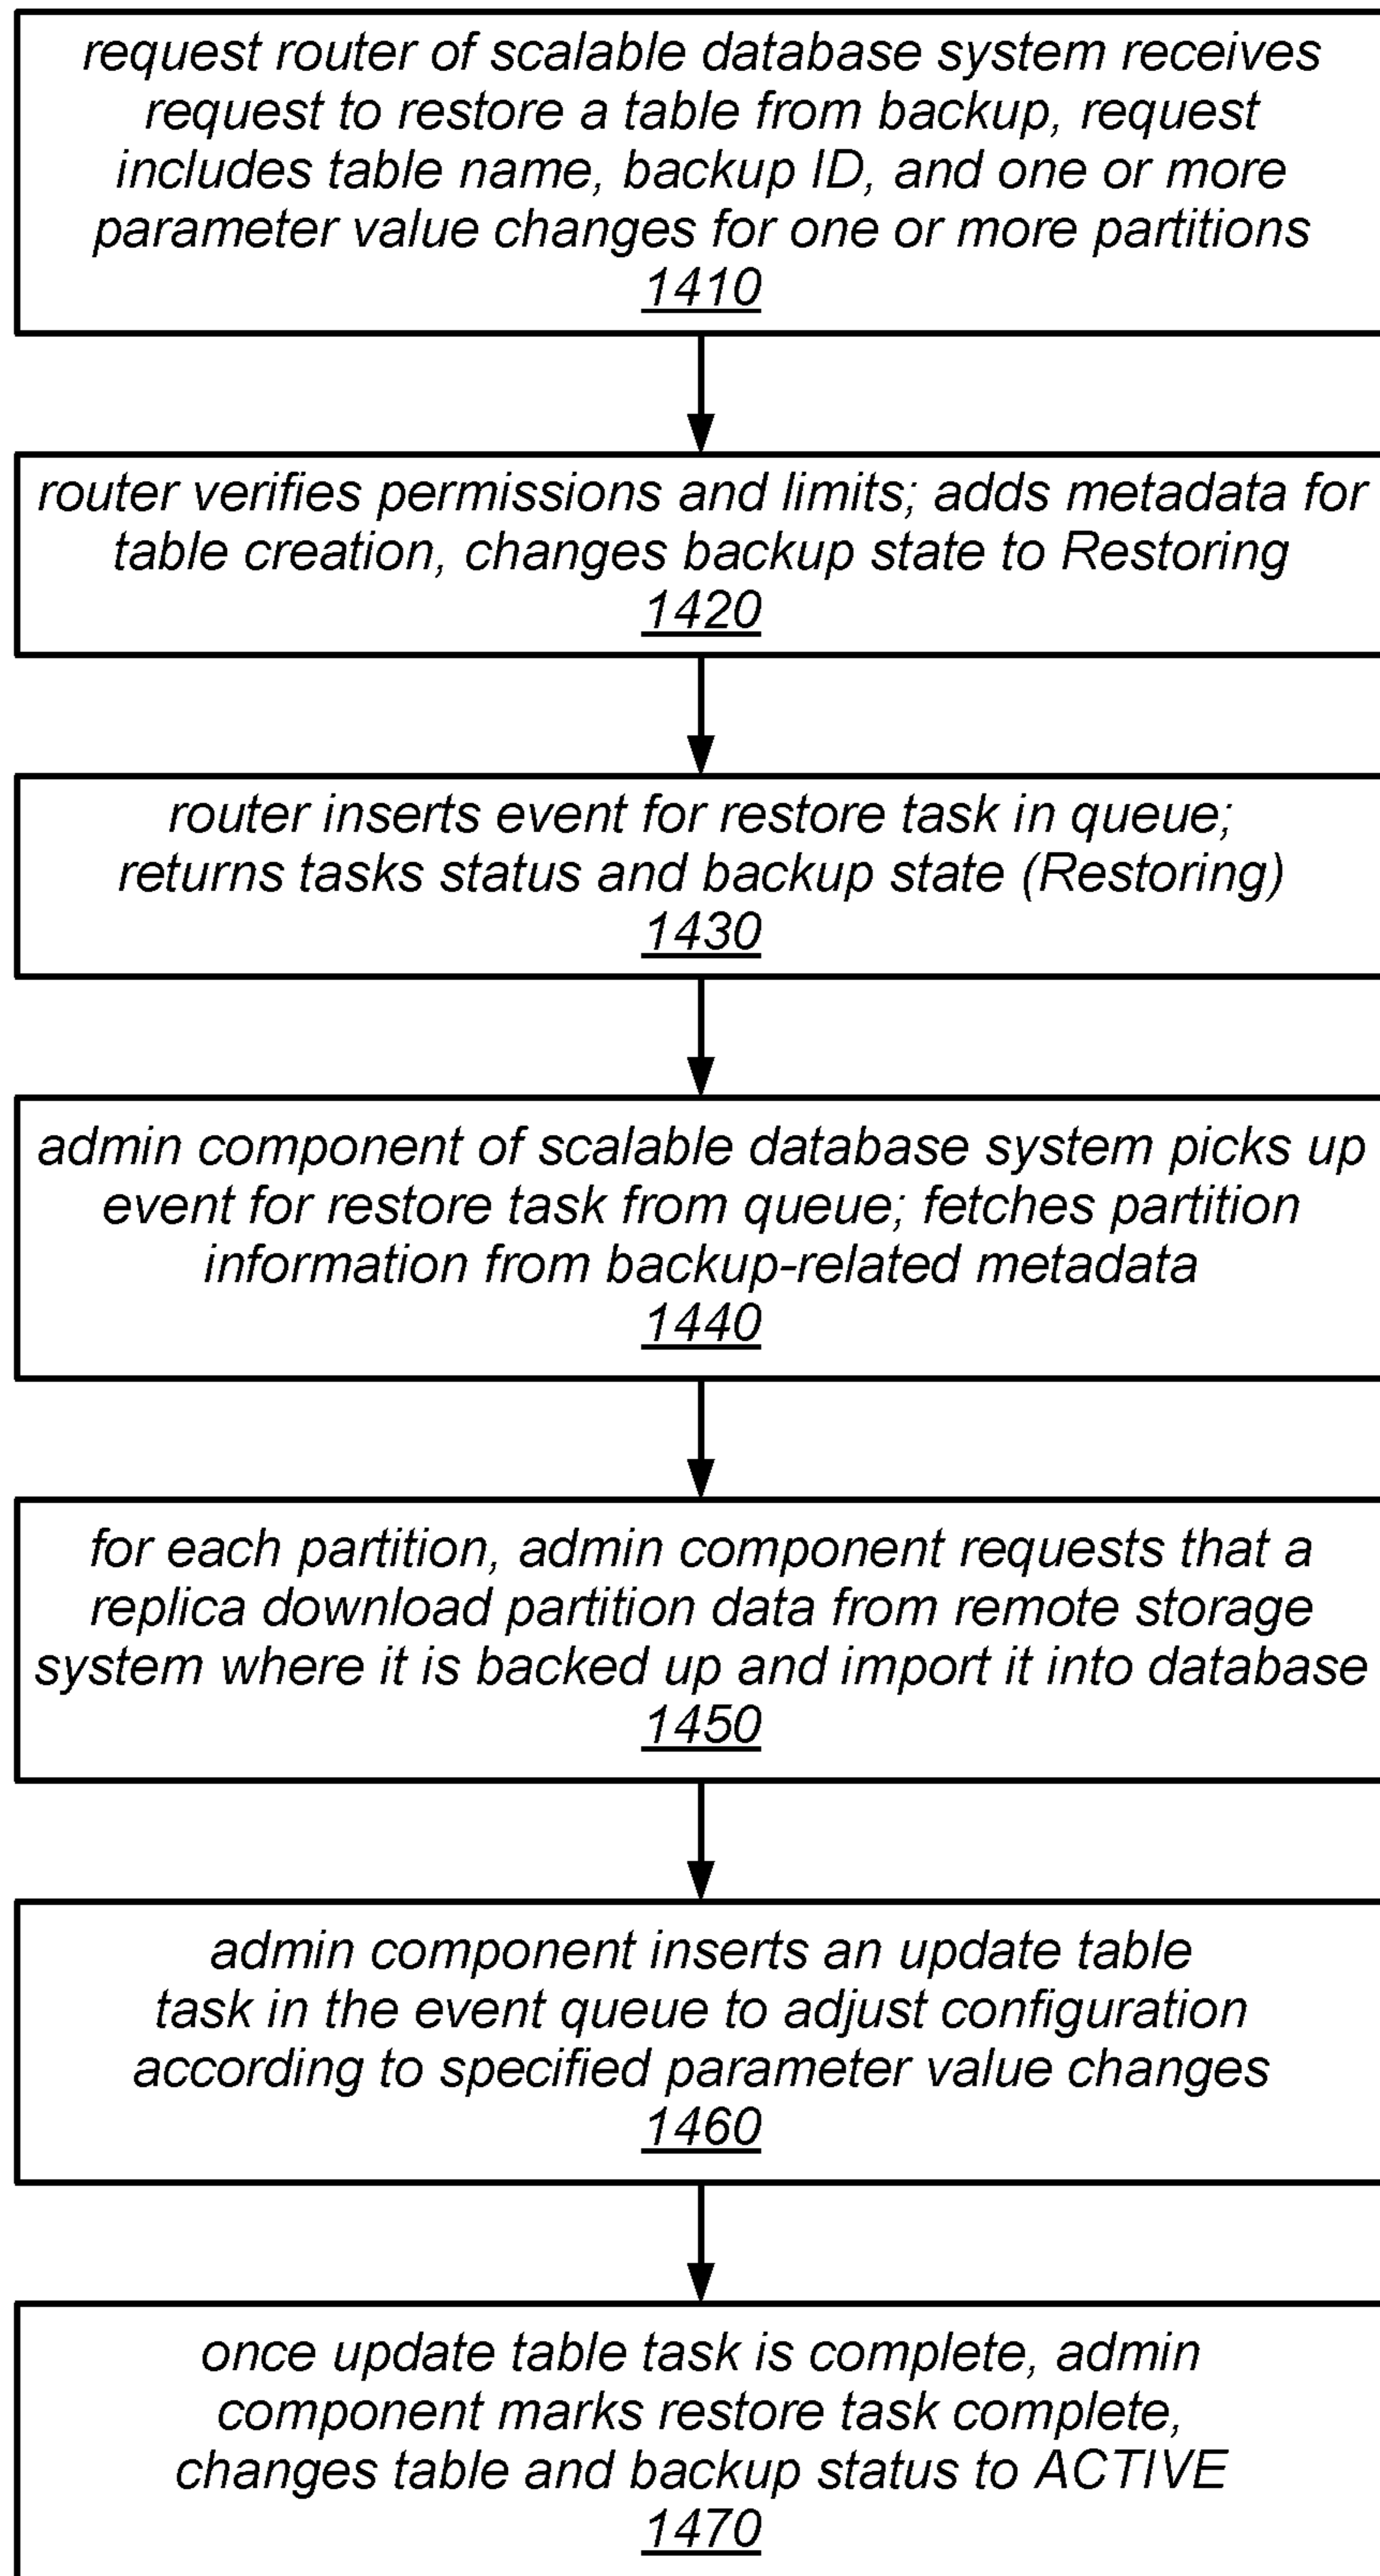 request router of scalable database system receives
request to restore a table from backup, request
includes table name, backup ID, and one or more
parameter value changes for one or more partitions
1410
router verifies permissions and limits; adds metadata for
table creation, changes backup state to Restoring
1420
router inserts event for restore task in queue;
returns tasks status and backup state (Restoring)
1430
admin component of scalable database system picks up
event for restore task from queue; fetches partition
information from backup-related metadata
1440
for each partition, admin component requests that a
replica download partition data from remote storage
system where it is backed up and import it into database
1450
admin component inserts an update table
task in the event queue to adjust configuration
according to specified parameter value changes
1460
once update table task is complete, admin
component marks restore task complete,
changes table and backup status to ACTIVE
1470